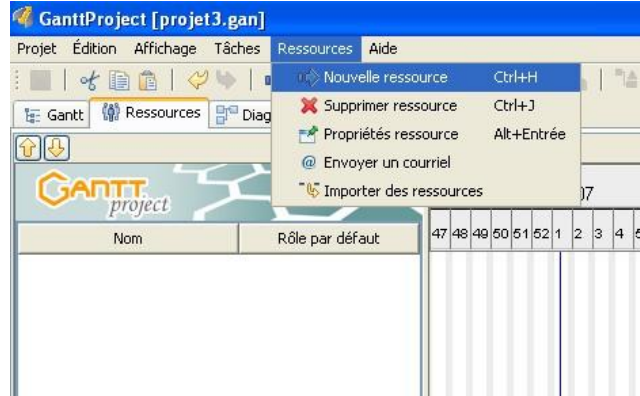 GanttProject [projet3.gan]
Projet Édition Affichage Tâches Ressources Aide
Nouvelle ressource Ctrl+H
Gantt Ressources Diag
Supprimer ressource Ctrl+J
Propriétés ressource Alt+Entrée
@ Envoyer un courriel
Importer des ressources
GANTT project
07
Nom Rôle par défaut 47 48 49 50 51 52 1 2 3 4